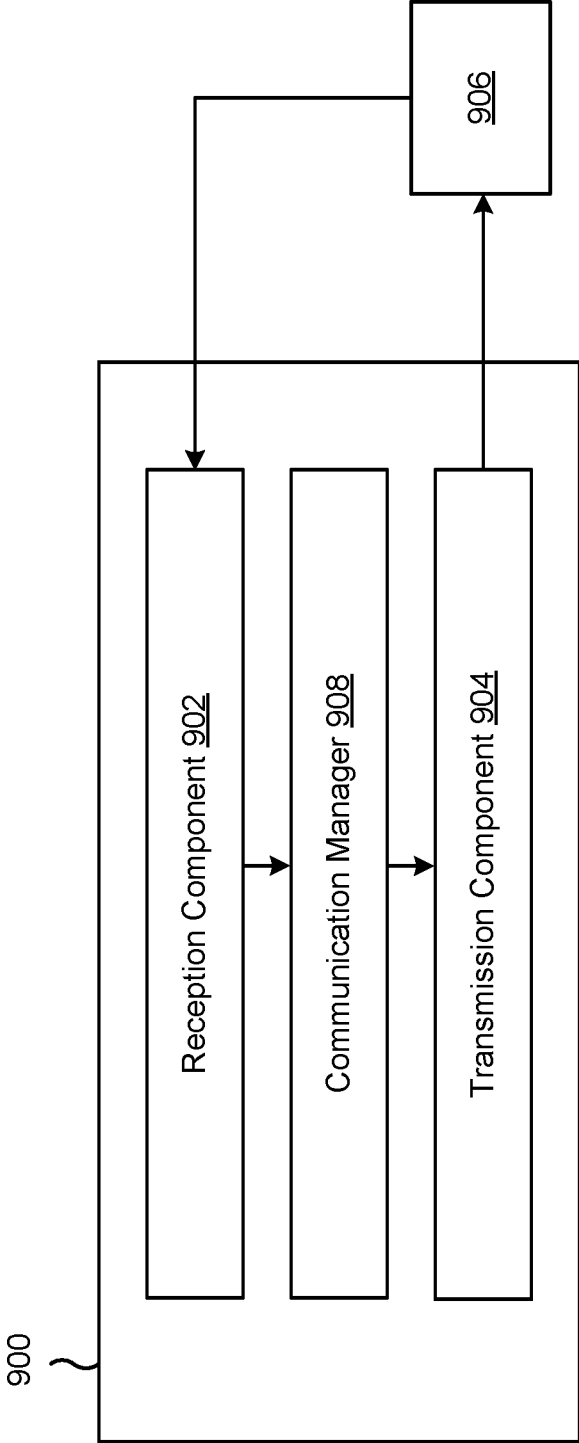 900
Reception Component 902
Communication Manager 908
Transmission Component 904
906